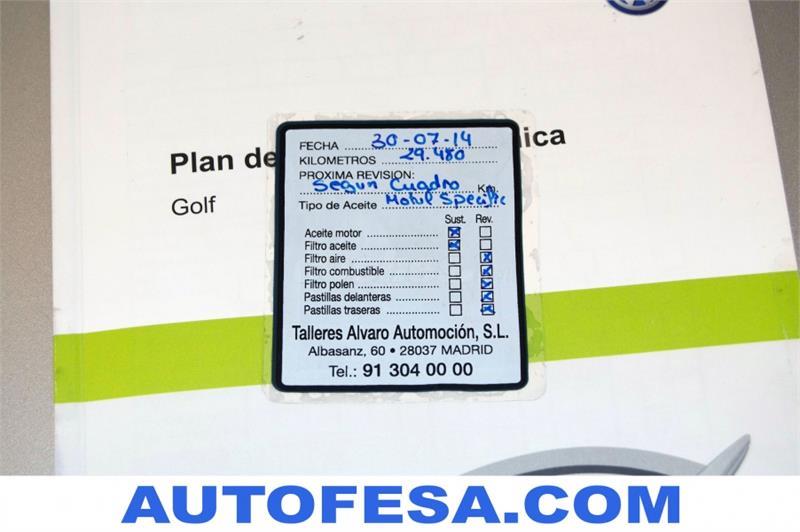 Plan de
ica
Golf
FECHA 30-07-14
KILOMETROS 29.480
PROXIMA REVISION:
Segun Cuadro Km.
Tipo de Aceite Motul Specific
Sust. Rev.
Aceite motor
Filtro aceite
Filtro aire
Filtro combustible
Filtro polen
Pastillas delanteras
Pastillas traseras
Talleres Alvaro Automoción, S.L.
Albasanz, 60 • 28037 MADRID
Tel.: 91 304 00 00
AUTOFESA.COM